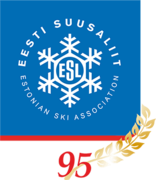 EESTI SUUSALIIT
ESL
ESTONIAN SKI ASSOCIATION
95